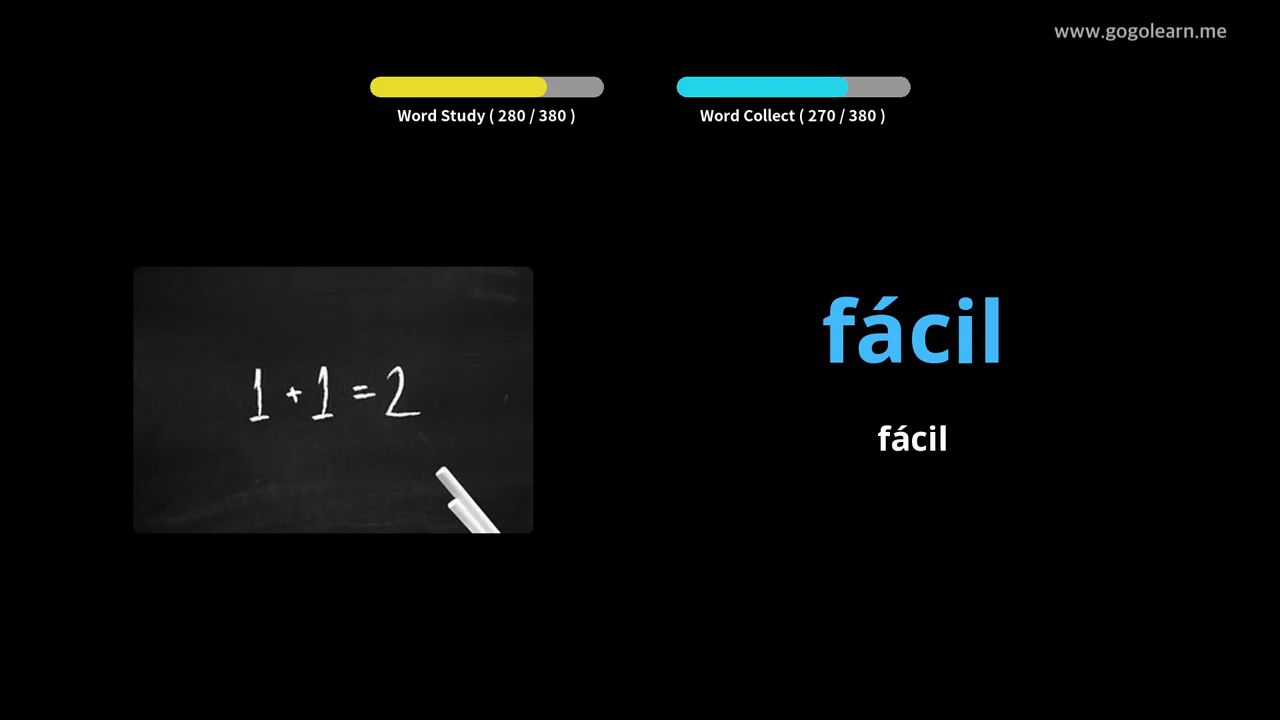 www.gogolearn.me
Word Study ( 280 / 380 )
Word Collect ( 270 / 380 )
1 + 1 = 2
fácil
fácil